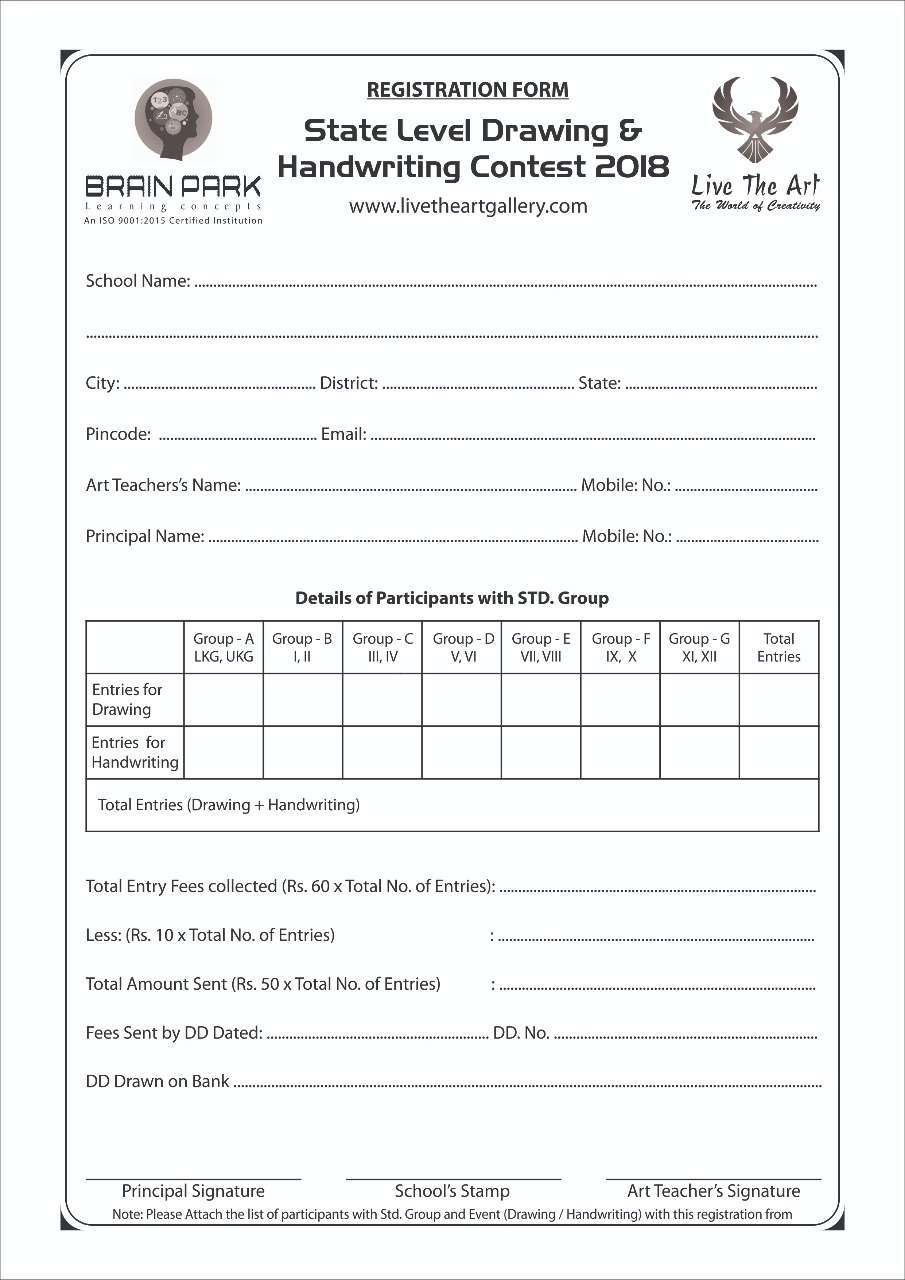 REGISTRATION FORM
State Level Drawing &
Handwriting Contest 2018
www.livetheartgallery.com
BRAIN PARK
Learning concepts
An ISO 9001:2015 Certified Institution
Live The Art
The World of Creativity
School Name: ....................
....................
City: .................... District: .................... State: ....................
Pincode: .................... Email: ....................
Art Teachers's Name: .................... Mobile: No.: ....................
Principal Name: .................... Mobile: No.: ....................
Details of Participants with STD. Group
Group - A Group - B Group - C Group - D Group - E Group - F Group - G Total
LKG, UKG I, II III, IV V, VI VII, VIII IX, X XI, XII Entries
Entries for
Drawing
Entries for
Handwriting
Total Entries (Drawing + Handwriting)
Total Entry Fees collected (Rs. 60 x Total No. of Entries): ....................
Less: (Rs. 10 x Total No. of Entries) : ....................
Total Amount Sent (Rs. 50 x Total No. of Entries) : ....................
Fees Sent by DD Dated: .................... DD. No. ....................
DD Drawn on Bank ....................
Principal Signature School's Stamp Art Teacher's Signature
Note: Please Attach the list of participants with Std. Group and Event (Drawing / Handwriting) with this registration from